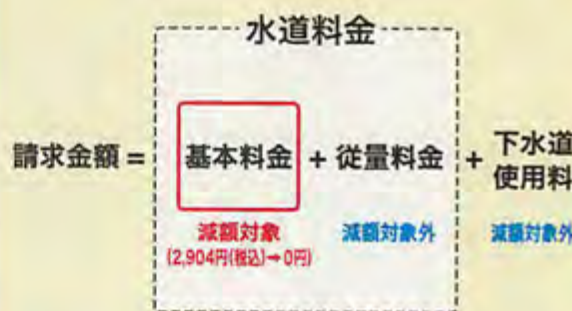 水道料金
請求金額 = 基本料金 + 従量料金 + 下水道
使用料
減額対象 減額対象外 減額対象外
(2,904円(税込)→0円)